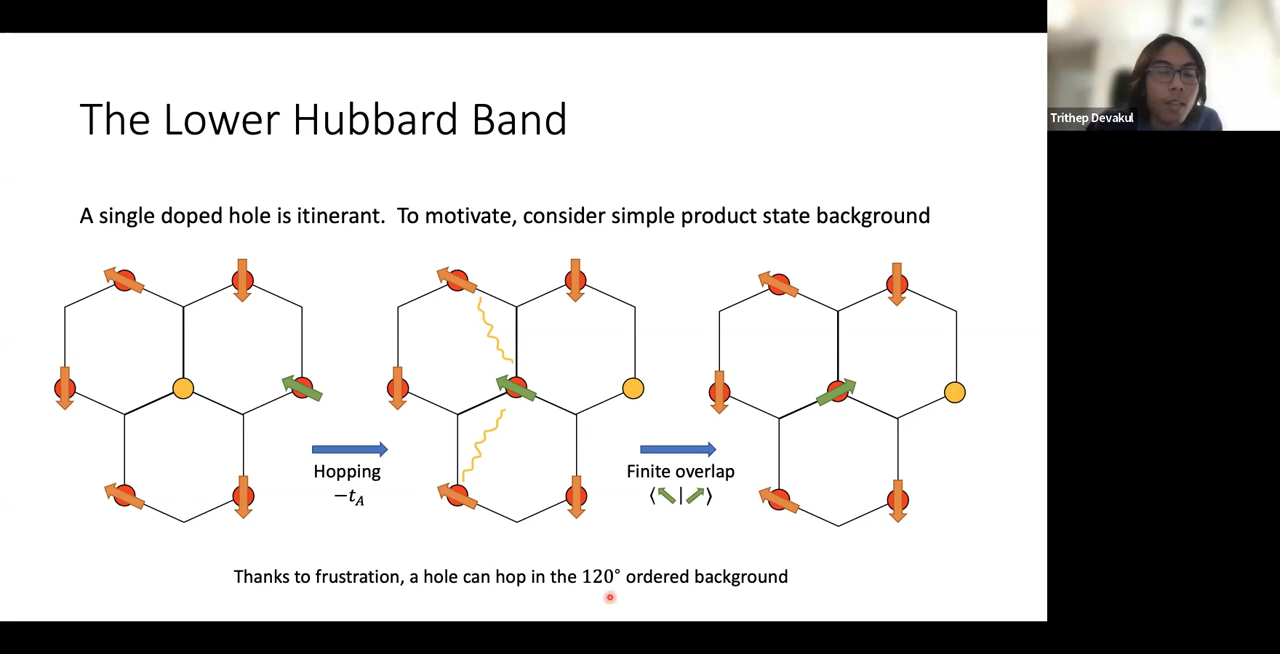 The Lower Hubbard Band
Trithep Devakul
A single doped hole is itinerant. To motivate, consider simple product state background
Hopping
−t_A
Finite overlap
⟨↖|↗⟩
Thanks to frustration, a hole can hop in the 120° ordered background